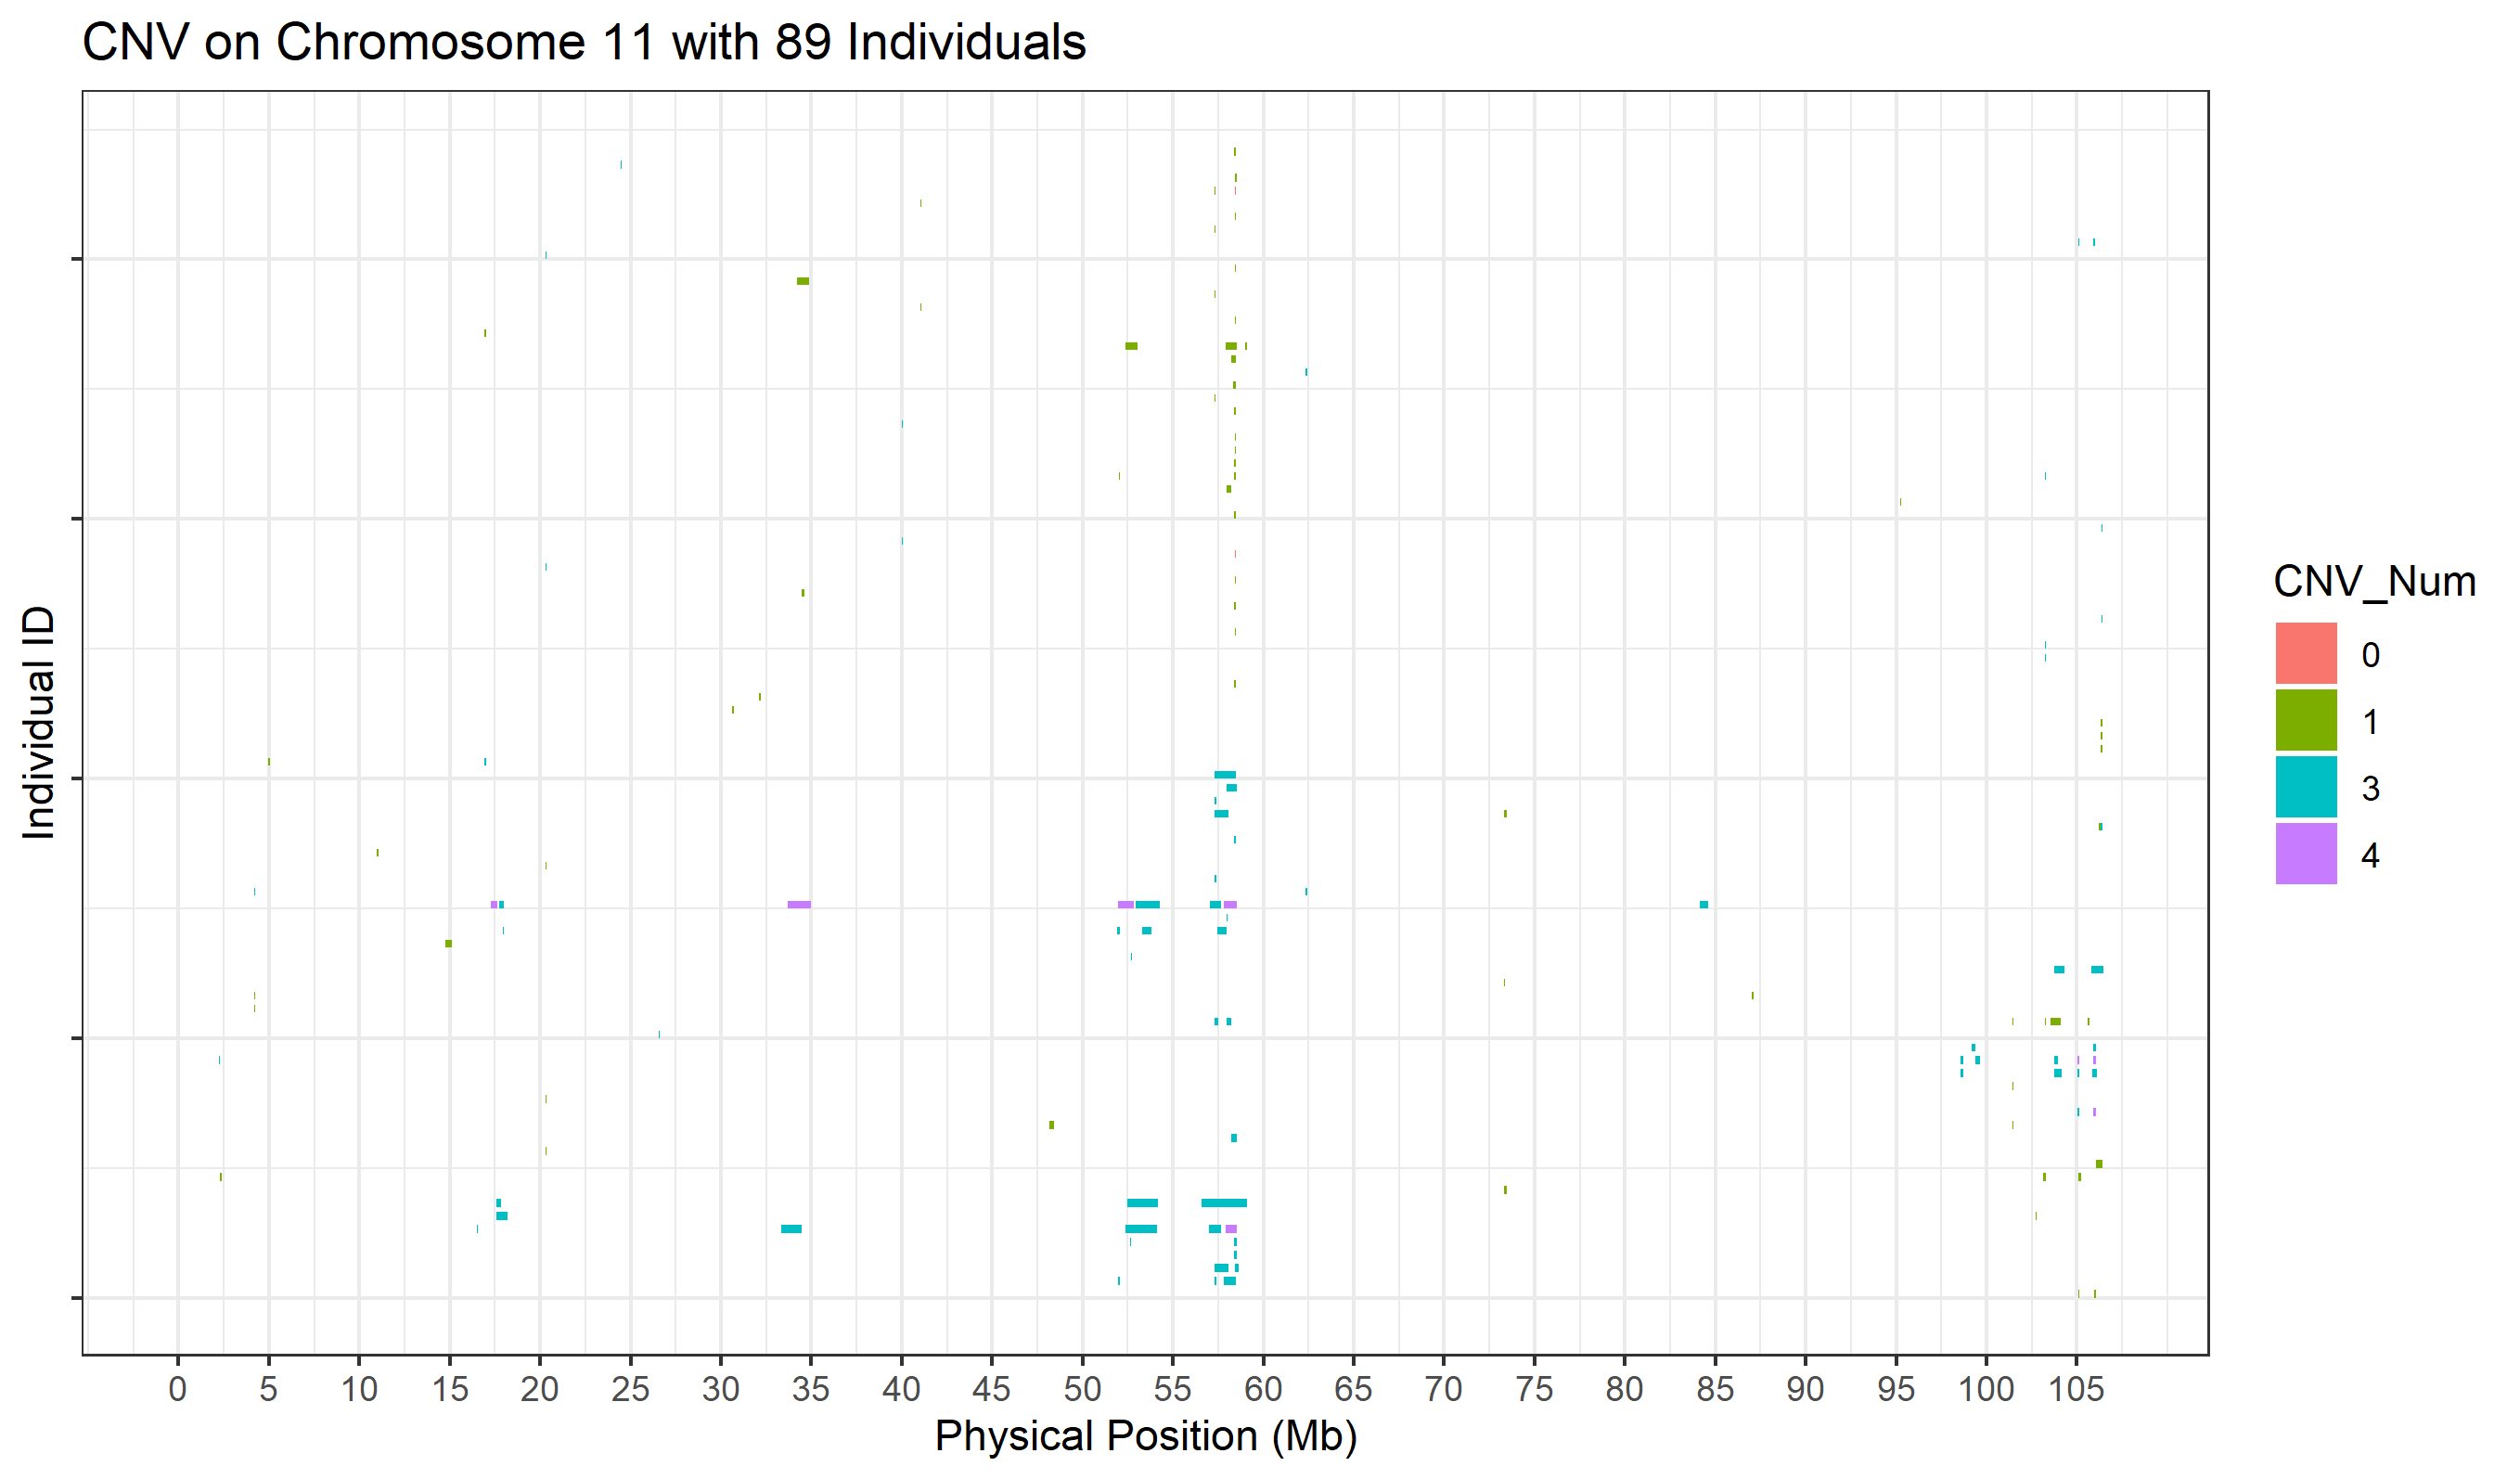 CNV on Chromosome 11 with 89 Individuals
Individual ID
CNV_Num
0
1
3
4
0 5 10 15 20 25 30 35 40 45 50 55 60 65 70 75 80 85 90 95 100 105
Physical Position (Mb)